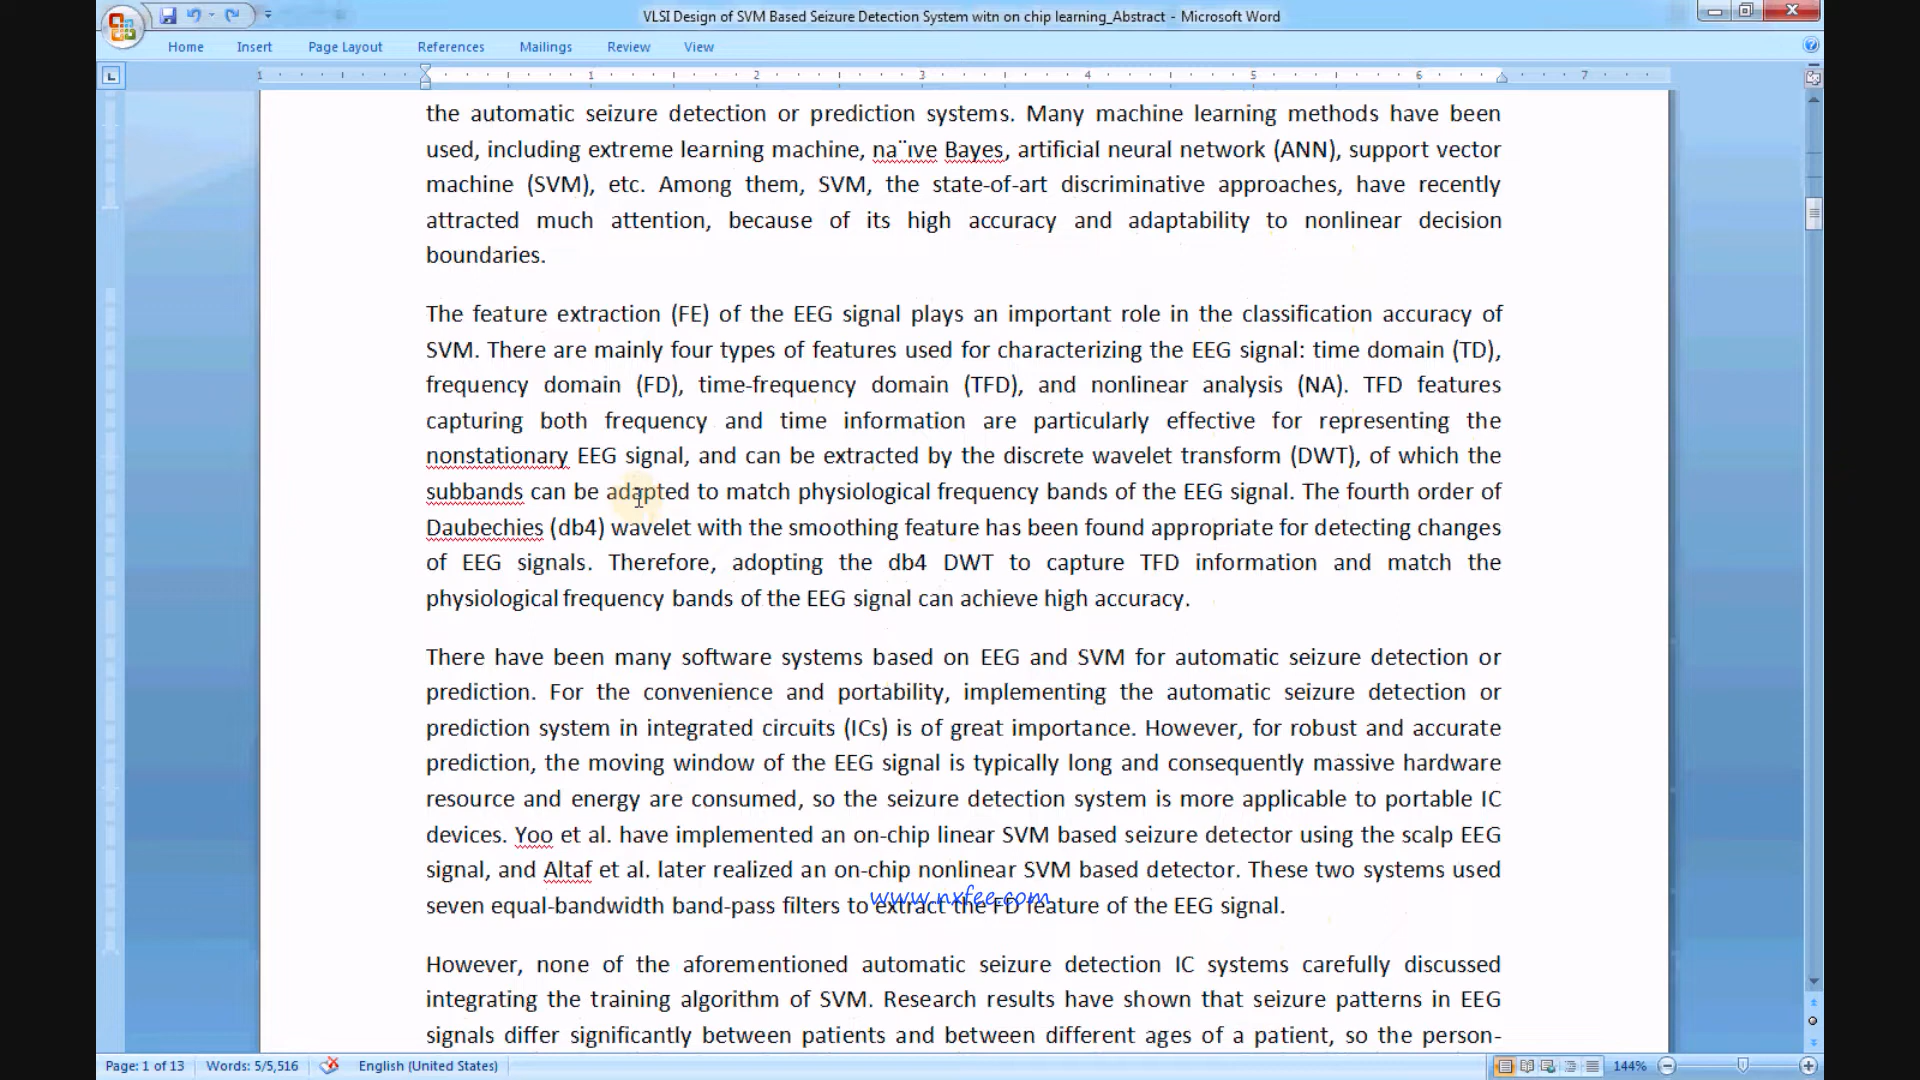 VLSI Design of SVM Based Seizure Detection System witn on chip learning_Abstract - Microsoft Word
Home Insert Page Layout References Mailings Review View
1 1 2 3 4 5 6 7
the automatic seizure detection or prediction systems. Many machine learning methods have been
used, including extreme learning machine, na¨ıve Bayes, artificial neural network (ANN), support vector
machine (SVM), etc. Among them, SVM, the state-of-art discriminative approaches, have recently
attracted much attention, because of its high accuracy and adaptability to nonlinear decision
boundaries.
The feature extraction (FE) of the EEG signal plays an important role in the classification accuracy of
SVM. There are mainly four types of features used for characterizing the EEG signal: time domain (TD),
frequency domain (FD), time-frequency domain (TFD), and nonlinear analysis (NA). TFD features
capturing both frequency and time information are particularly effective for representing the
nonstationary EEG signal, and can be extracted by the discrete wavelet transform (DWT), of which the
subbands can be adapted to match physiological frequency bands of the EEG signal. The fourth order of
Daubechies (db4) wavelet with the smoothing feature has been found appropriate for detecting changes
of EEG signals. Therefore, adopting the db4 DWT to capture TFD information and match the
physiological frequency bands of the EEG signal can achieve high accuracy.
There have been many software systems based on EEG and SVM for automatic seizure detection or
prediction. For the convenience and portability, implementing the automatic seizure detection or
prediction system in integrated circuits (ICs) is of great importance. However, for robust and accurate
prediction, the moving window of the EEG signal is typically long and consequently massive hardware
resource and energy are consumed, so the seizure detection system is more applicable to portable IC
devices. Yoo et al. have implemented an on-chip linear SVM based seizure detector using the scalp EEG
signal, and Altaf et al. later realized an on-chip nonlinear SVM based detector. These two systems used
www.nxfee.com
seven equal-bandwidth band-pass filters to extract the FD feature of the EEG signal.
However, none of the aforementioned automatic seizure detection IC systems carefully discussed
integrating the training algorithm of SVM. Research results have shown that seizure patterns in EEG
signals differ significantly between patients and between different ages of a patient, so the person-
Page: 1 of 13 Words: 5/5,516 English (United States) 144%